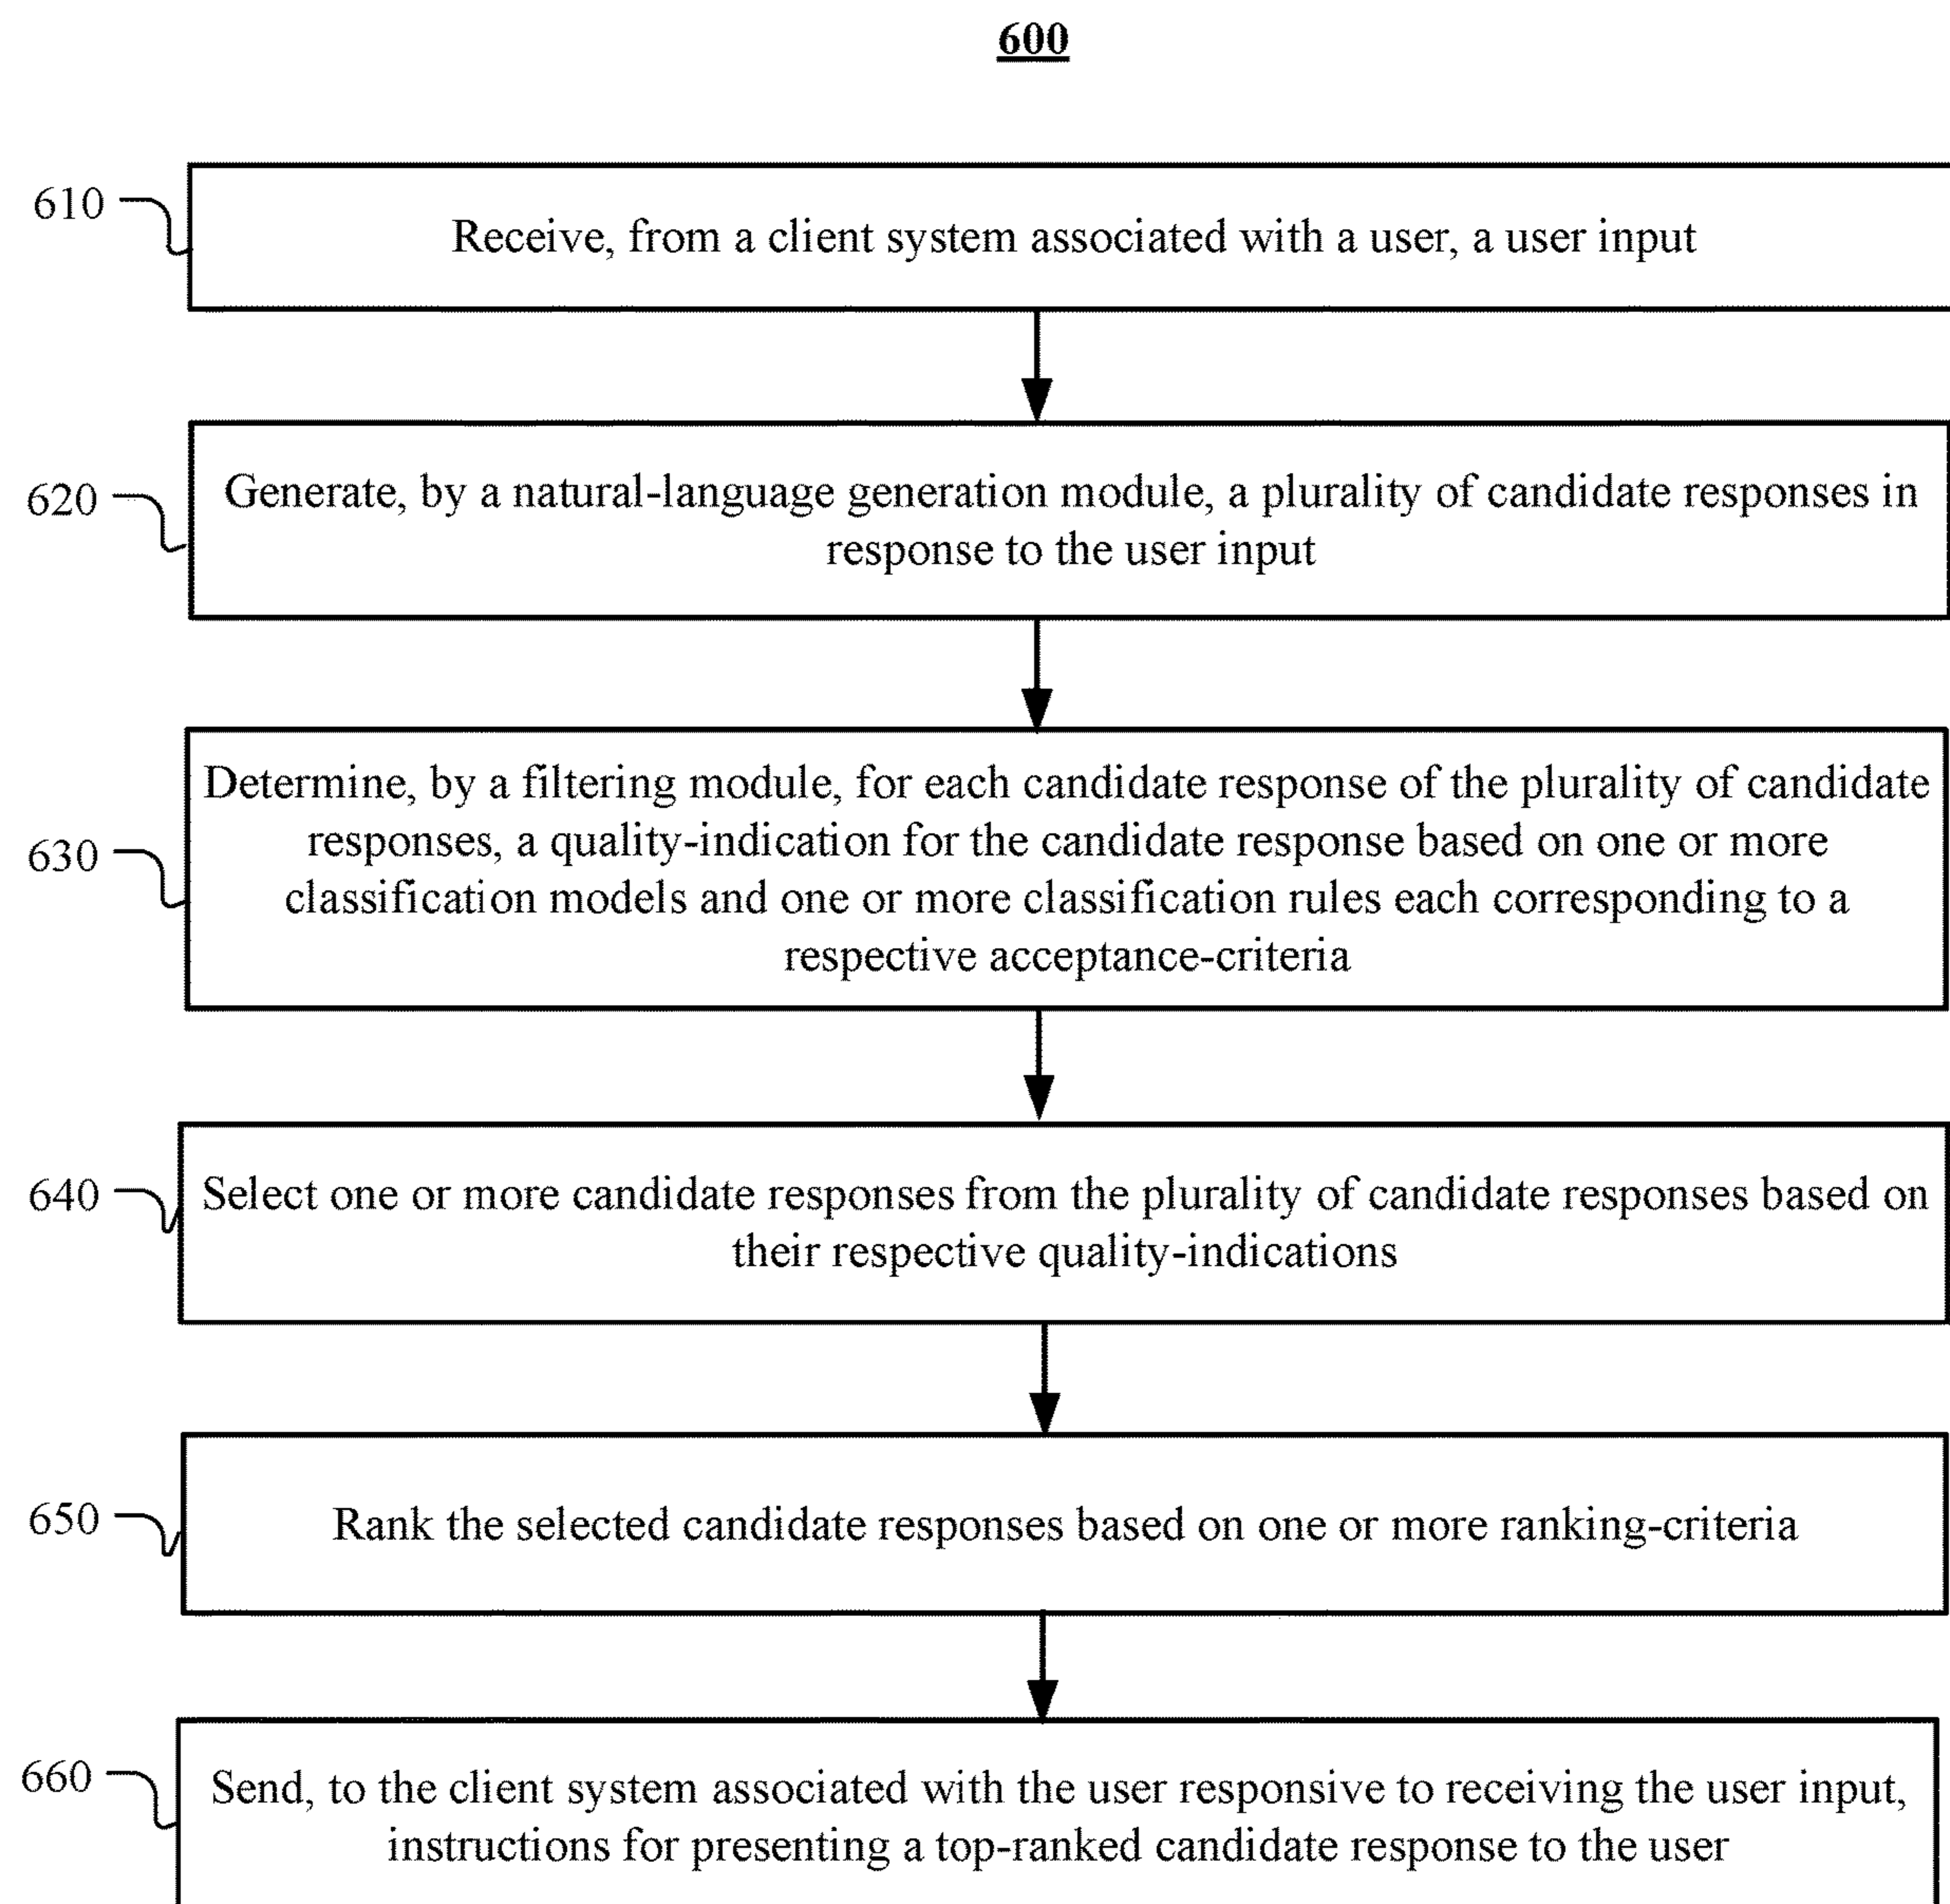 600
610
Receive, from a client system associated with a user, a user input
620
Generate, by a natural-language generation module, a plurality of candidate responses in
response to the user input
630
Determine, by a filtering module, for each candidate response of the plurality of candidate
responses, a quality-indication for the candidate response based on one or more
classification models and one or more classification rules each corresponding to a
respective acceptance-criteria
640
Select one or more candidate responses from the plurality of candidate responses based on
their respective quality-indications
650
Rank the selected candidate responses based on one or more ranking-criteria
660
Send, to the client system associated with the user responsive to receiving the user input,
instructions for presenting a top-ranked candidate response to the user